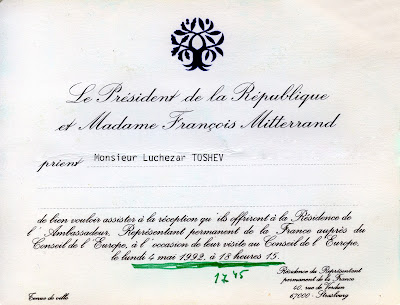 Le Président de la République
et Madame François Mitterrand
prient Monsieur Luchezar TOSHEV
de bien vouloir assister à la réception qu'ils offriront à la Résidence de
l'Ambassadeur, Représentant permanent de la France auprès du
Conseil de l'Europe, à l'occasion de leur visite au Conseil de l'Europe,
le lundi 4 mai 1992, à 18 heures 15.
17 45
Résidence du Représentant
permanent de la France
40, rue de Verdun
Tenue de ville
67000 - Strasbourg